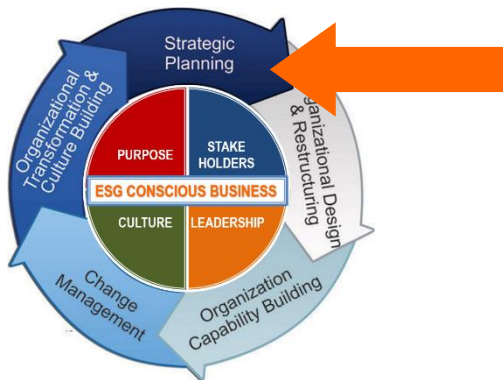 Strategic
Planning
Organizational Design
& Restructuring
Organization
Capability Building
Change
Management
Organizational
Transformation &
Culture Building
PURPOSE
STAKE
HOLDERS
ESG CONSCIOUS BUSINESS
CULTURE
LEADERSHIP